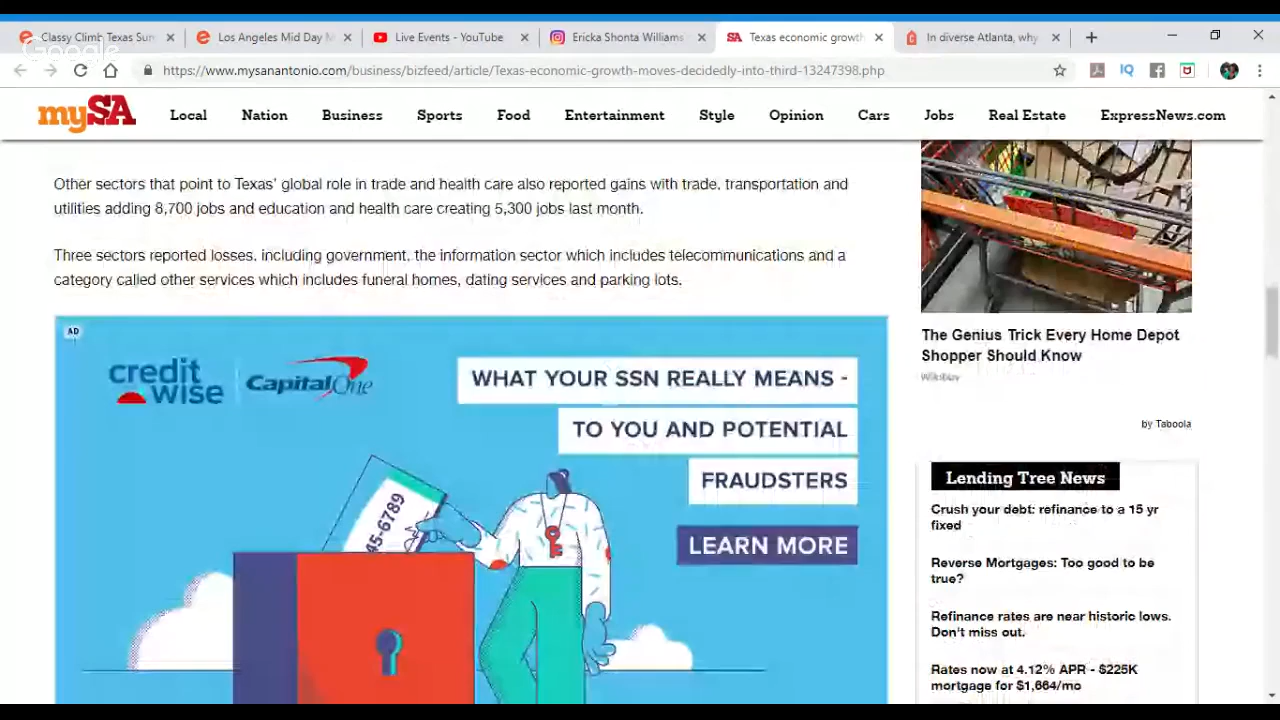 Classy Climb Texas Sur
Los Angeles Mid Day M
Live Events - YouTube
Ericka Shonta Williams
SA Texas economic growth
In diverse Atlanta, why
Google
https://www.mysanantonio.com/business/bizfeed/article/Texas-economic-growth-moves-decidedly-into-third-13247398.php
IQ
mySA
Local
Nation
Business
Sports
Food
Entertainment
Style
Opinion
Cars
Jobs
Real Estate
ExpressNews.com
Other sectors that point to Texas' global role in trade and health care also reported gains with trade, transportation and
utilities adding 8,700 jobs and education and health care creating 5,300 jobs last month.
Three sectors reported losses, including government, the information sector which includes telecommunications and a
category called other services which includes funeral homes, dating services and parking lots.
AD
credit wise
Capital One
WHAT YOUR SSN REALLY MEANS -
TO YOU AND POTENTIAL
FRAUDSTERS
LEARN MORE
45-6789
The Genius Trick Every Home Depot
Shopper Should Know
by Taboola
Lending Tree News
Crush your debt: refinance to a 15 yr
fixed
Reverse Mortgages: Too good to be
true?
Refinance rates are near historic lows.
Don't miss out.
Rates now at 4.12% APR - $225K
mortgage for $1,664/mo